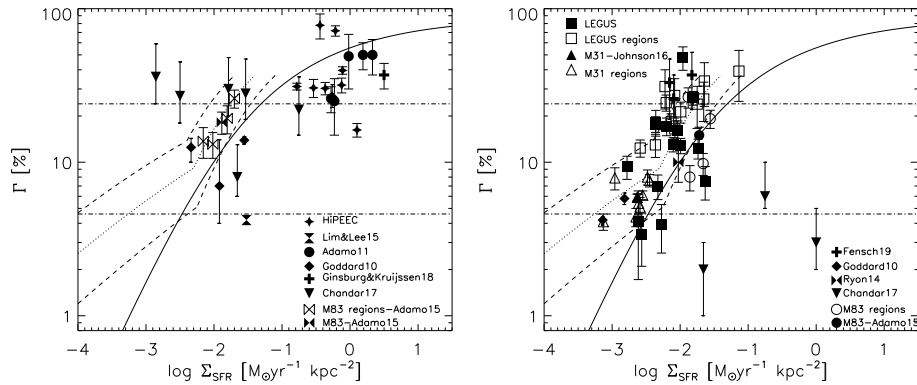 100
10
1
Γ [%]
HiPEEC
Lim&Lee15
Adamo11
Goddard10
Ginsburg&Kruijssen18
Chandar17
M83 regions-Adamo15
M83-Adamo15
-4 -3 -2 -1 0 1
log Σ_SFR [M⊙yr⁻¹ kpc⁻²]
100
10
1
Γ [%]
LEGUS
LEGUS regions
M31-Johnson16
M31 regions
Fensch19
Goddard10
Ryon14
Chandar17
M83 regions
M83-Adamo15
-4 -3 -2 -1 0 1
log Σ_SFR [M⊙yr⁻¹ kpc⁻²]